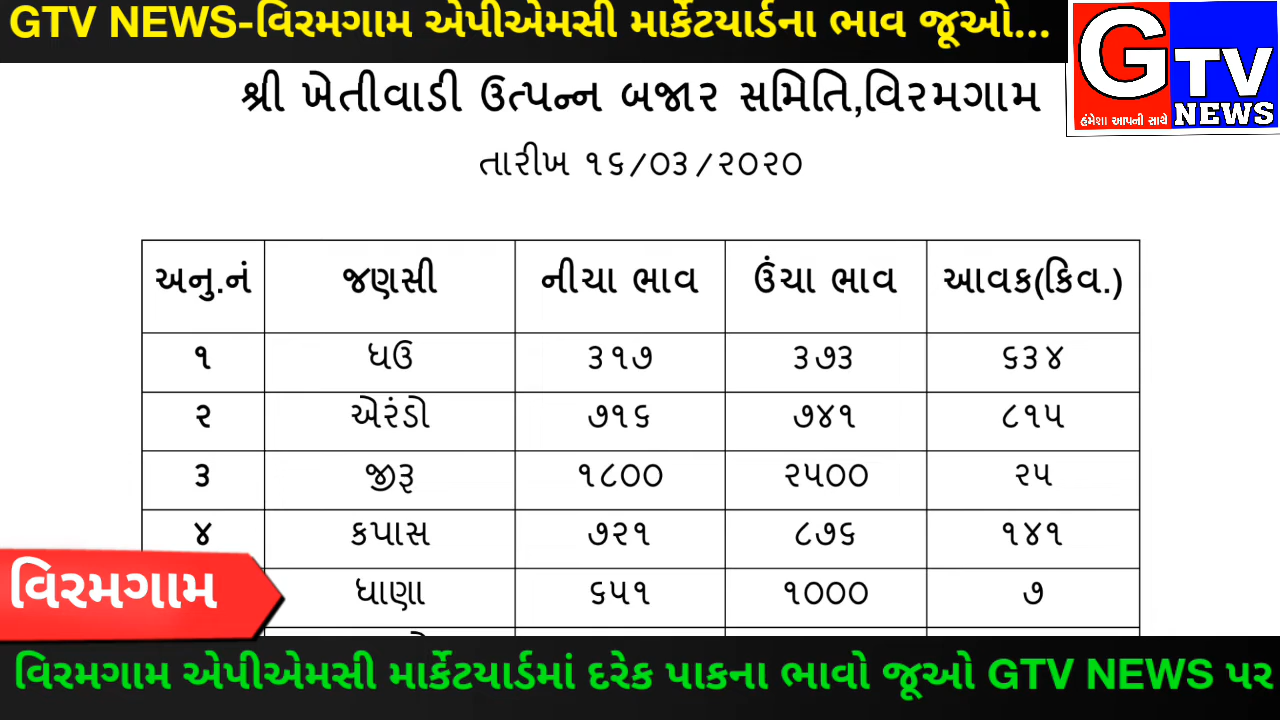 GTV NEWS-વિરમગામ એપીએમસી માર્કેટયાર્ડના ભાવ જૂઓ...
GTV
NEWS
હંમેશા આપની સાથે
શ્રી ખેતીવાડી ઉત્પન્ન બજાર સમિતિ,વિરમગામ
તારીખ ૧૬/૦૩/૨૦૨૦
અનુ.નં જણસી નીચા ભાવ ઉંચા ભાવ આવક(કિવ.)
૧ ઘઉં ૩૧૭ ૩૭૩ ૬૩૪
૨ એરંડો ૭૧૬ ૭૪૧ ૮૧૫
૩ જીરૂ ૧૮૦૦ ૨૫૦૦ ૨૫
૪ કપાસ ૭૨૧ ૮૭૬ ૧૪૧
ધાણા ૬૫૧ ૧૦૦૦ ૭
વિરમગામ
વિરમગામ એપીએમસી માર્કેટયાર્ડમાં દરેક પાકના ભાવો જૂઓ GTV NEWS પર